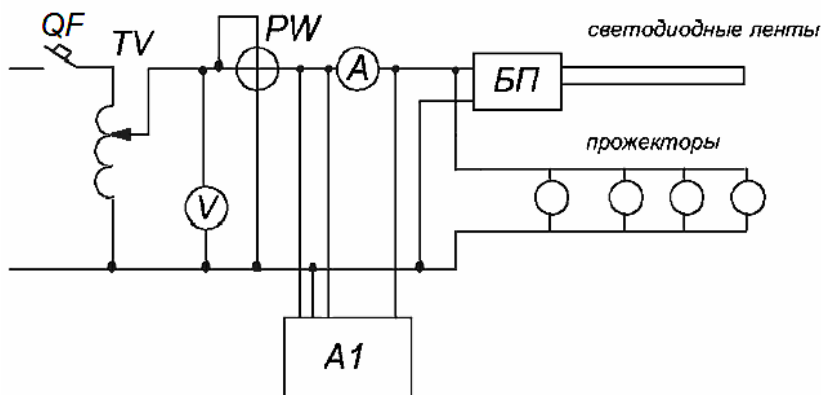 QF
TV
PW
светодиодные ленты
A
БП
прожекторы
V
A1